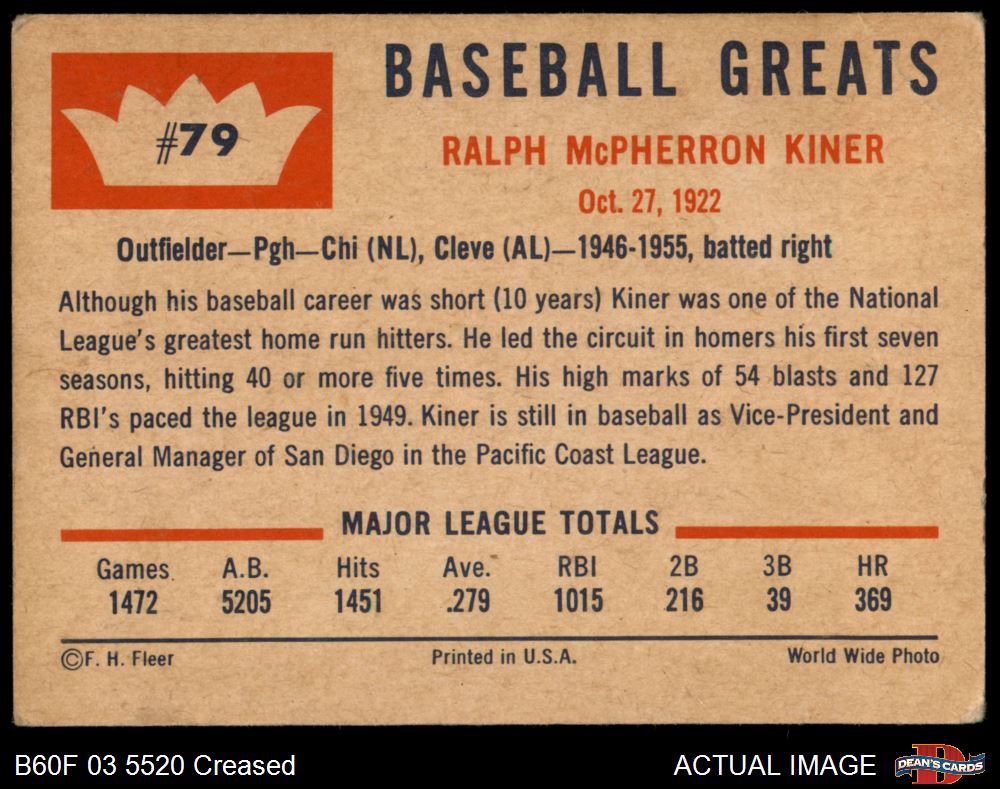 #79
BASEBALL GREATS
RALPH McPHERRON KINER
Oct. 27, 1922
Outfielder—Pgh—Chi (NL), Cleve (AL)—1946-1955, batted right
Although his baseball career was short (10 years) Kiner was one of the National
League's greatest home run hitters. He led the circuit in homers his first seven
seasons, hitting 40 or more five times. His high marks of 54 blasts and 127
RBI's paced the league in 1949. Kiner is still in baseball as Vice-President and
General Manager of San Diego in the Pacific Coast League.
MAJOR LEAGUE TOTALS
Games A.B. Hits Ave. RBI 2B 3B HR
1472 5205 1451 .279 1015 216 39 369
©F. H. Fleer Printed in U.S.A. World Wide Photo
B60F 03 5520 Creased ACTUAL IMAGE DEAN'S CARDS